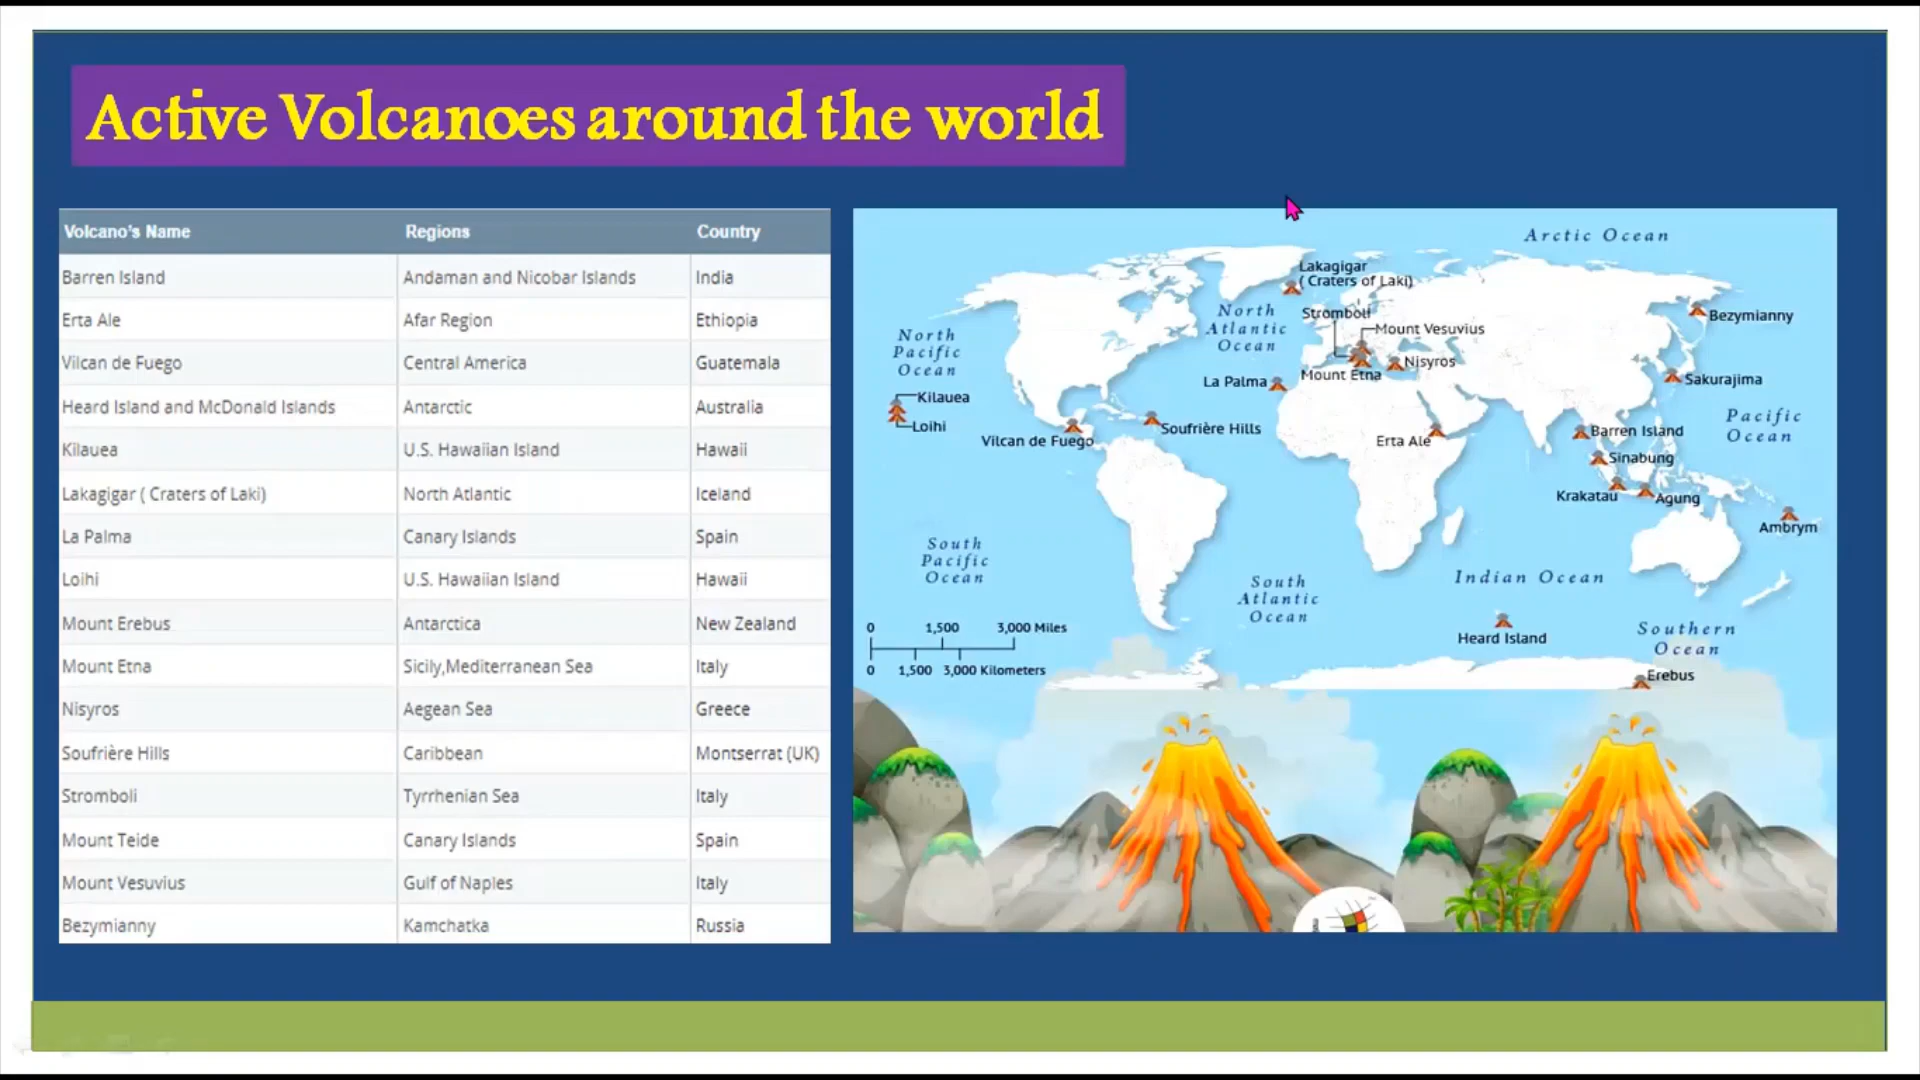 Active Volcanoes around the world
Volcano's Name Regions Country
Barren Island Andaman and Nicobar Islands India
Erta Ale Afar Region Ethiopia
Vilcan de Fuego Central America Guatemala
Heard Island and McDonald Islands Antarctic Australia
Kilauea U.S. Hawaiian Island Hawaii
Lakagigar ( Craters of Laki) North Atlantic Iceland
La Palma Canary Islands Spain
Loihi U.S. Hawaiian Island Hawaii
Mount Erebus Antarctica New Zealand
Mount Etna Sicily,Mediterranean Sea Italy
Nisyros Aegean Sea Greece
Soufrière Hills Caribbean Montserrat (UK)
Stromboli Tyrrhenian Sea Italy
Mount Teide Canary Islands Spain
Mount Vesuvius Gulf of Naples Italy
Bezymianny Kamchatka Russia
Arctic Ocean
Lakagigar
( Craters of Laki)
North
Atlantic
Ocean
Stromboli
Mount Vesuvius
Bezymianny
North
Pacific
Ocean
Nisyros
Mount Etna
La Palma
Sakurajima
Kilauea
Loihi
Pacific
Ocean
Vilcan de Fuego
Soufrière Hills
Erta Ale
Barren Island
Sinabung
Krakatau
Agung
Ambrym
South
Pacific
Ocean
South
Atlantic
Ocean
Indian Ocean
0 1,500 3,000 Miles
0 1,500 3,000 Kilometers
Heard Island
Southern
Ocean
Erebus